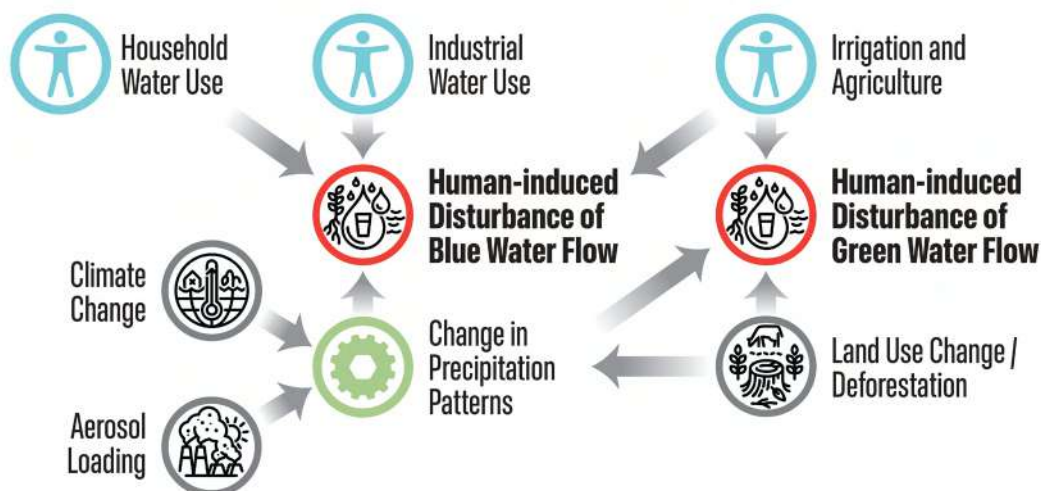 Household
Water Use
Industrial
Water Use
Irrigation and
Agriculture
Human-induced
Disturbance of
Blue Water Flow
Human-induced
Disturbance of
Green Water Flow
Climate
Change
Change in
Precipitation
Patterns
Land Use Change /
Deforestation
Aerosol
Loading